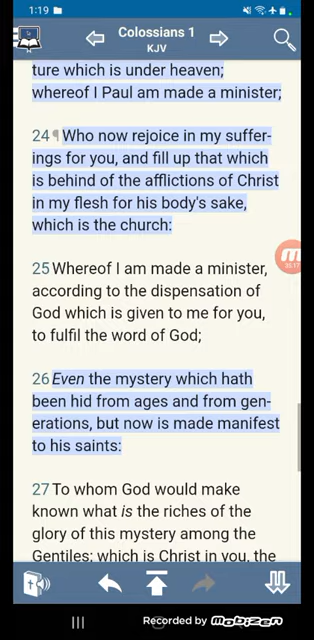 1:19
Colossians 1
KJV
ture which is under heaven;
whereof I Paul am made a minister;
24 ¶ Who now rejoice in my suffer-
ings for you, and fill up that which
is behind of the afflictions of Christ
in my flesh for his body's sake,
which is the church:
25 Whereof I am made a minister,
according to the dispensation of
God which is given to me for you,
to fulfil the word of God;
26 Even the mystery which hath
been hid from ages and from gen-
erations, but now is made manifest
to his saints:
27 To whom God would make
known what is the riches of the
glory of this mystery among the
Gentiles; which is Christ in you, the
Recorded by Mobizen